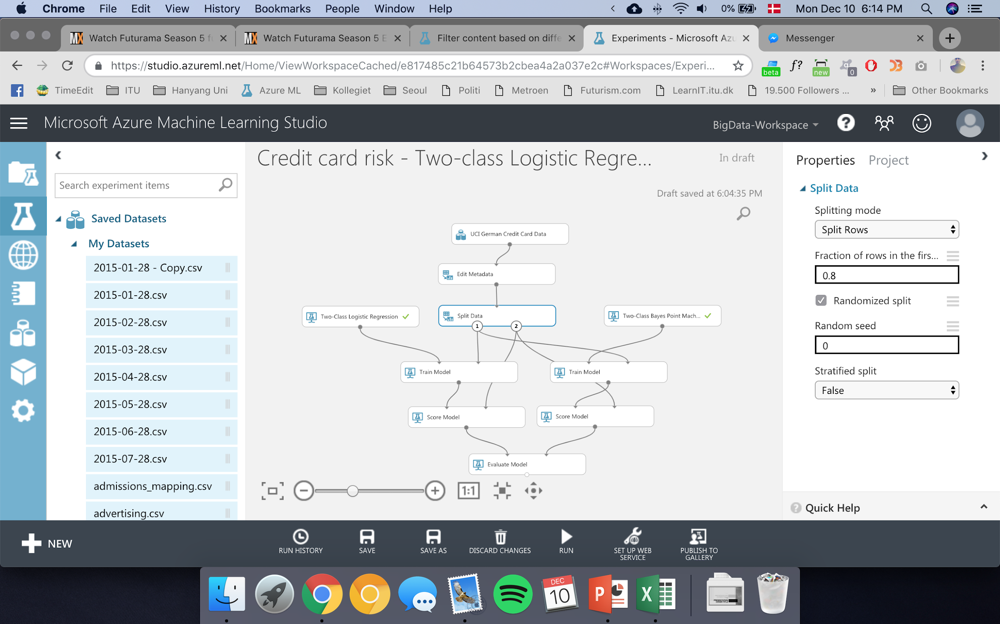 Chrome File Edit View History Bookmarks People Window Help 0% Mon Dec 10 6:14 PM
Watch Futurama Season 5 fu
Watch Futurama Season 5 E
Filter content based on diffe
Experiments - Microsoft Azu
Messenger
https://studio.azureml.net/Home/ViewWorkspaceCached/e817485c21b64573b2cbea4a2a037e2c#Workspaces/Experi...
beta
f?
new
0
TimeEdit ITU Hanyang Uni Azure ML Kollegiet Seoul Politi Metroen Futurism.com LearnIT.itu.dk 19.500 Followers ... » Other Bookmarks
Microsoft Azure Machine Learning Studio
BigData-Workspace
Search experiment items
Saved Datasets
My Datasets
2015-01-28 - Copy.csv
2015-01-28.csv
2015-02-28.csv
2015-03-28.csv
2015-04-28.csv
2015-05-28.csv
2015-06-28.csv
2015-07-28.csv
admissions_mapping.csv
advertising.csv
Credit card risk - Two-class Logistic Regre...
In draft
Draft saved at 6:04:35 PM
UCI German Credit Card Data
Edit Metadata
Two-Class Logistic Regression
Split Data
Two-Class Bayes Point Mach...
1
2
Train Model
Train Model
Score Model
Score Model
Evaluate Model
1:1
Properties
Project
Split Data
Splitting mode
Split Rows
Fraction of rows in the firs...
0.8
Randomized split
Random seed
0
Stratified split
False
Quick Help
NEW
RUN HISTORY
SAVE
SAVE AS
DISCARD CHANGES
RUN
SET UP WEB
SERVICE
PUBLISH TO
GALLERY
DEC
10
P
X